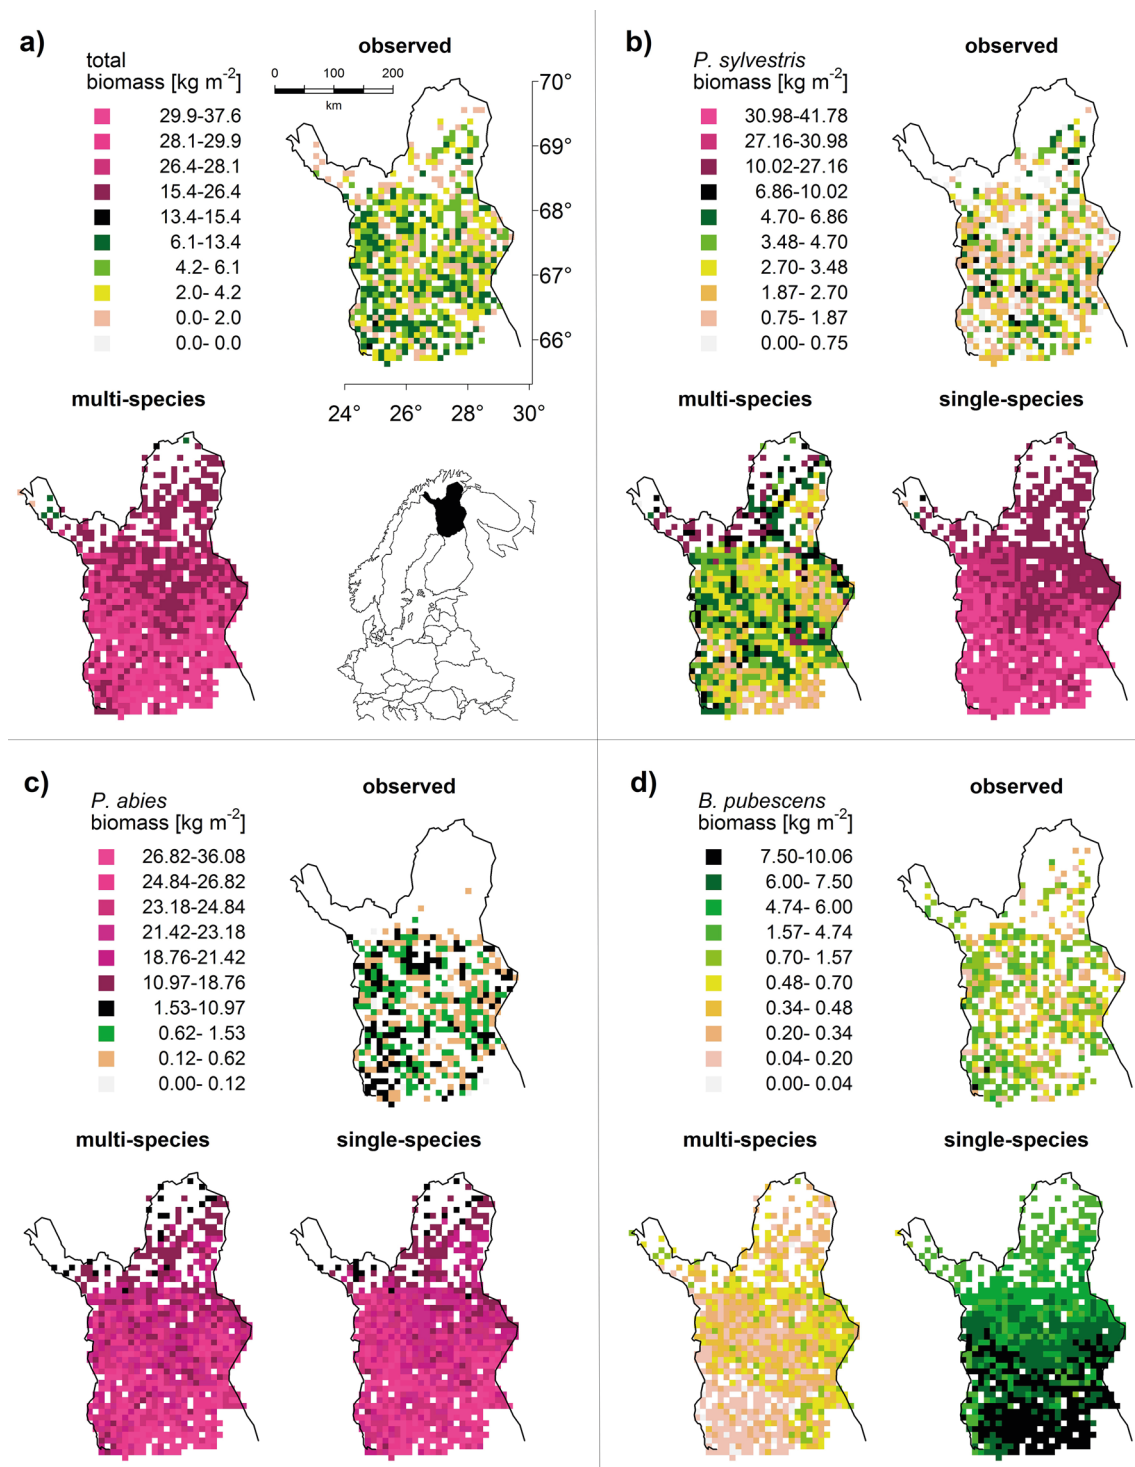 a)
total
biomass [kg m-2]
29.9-37.6
28.1-29.9
26.4-28.1
15.4-26.4
13.4-15.4
6.1-13.4
4.2- 6.1
2.0- 4.2
0.0- 2.0
0.0- 0.0
observed
0 100 200
km
70°
69°
68°
67°
66°
24° 26° 28° 30°
multi-species
b)
P. sylvestris
biomass [kg m-2]
30.98-41.78
27.16-30.98
10.02-27.16
6.86-10.02
4.70- 6.86
3.48- 4.70
2.70- 3.48
1.87- 2.70
0.75- 1.87
0.00- 0.75
observed
multi-species
single-species
c)
P. abies
biomass [kg m-2]
26.82-36.08
24.84-26.82
23.18-24.84
21.42-23.18
18.76-21.42
10.97-18.76
1.53-10.97
0.62- 1.53
0.12- 0.62
0.00- 0.12
observed
multi-species
single-species
d)
B. pubescens
biomass [kg m-2]
7.50-10.06
6.00- 7.50
4.74- 6.00
1.57- 4.74
0.70- 1.57
0.48- 0.70
0.34- 0.48
0.20- 0.34
0.04- 0.20
0.00- 0.04
observed
multi-species
single-species